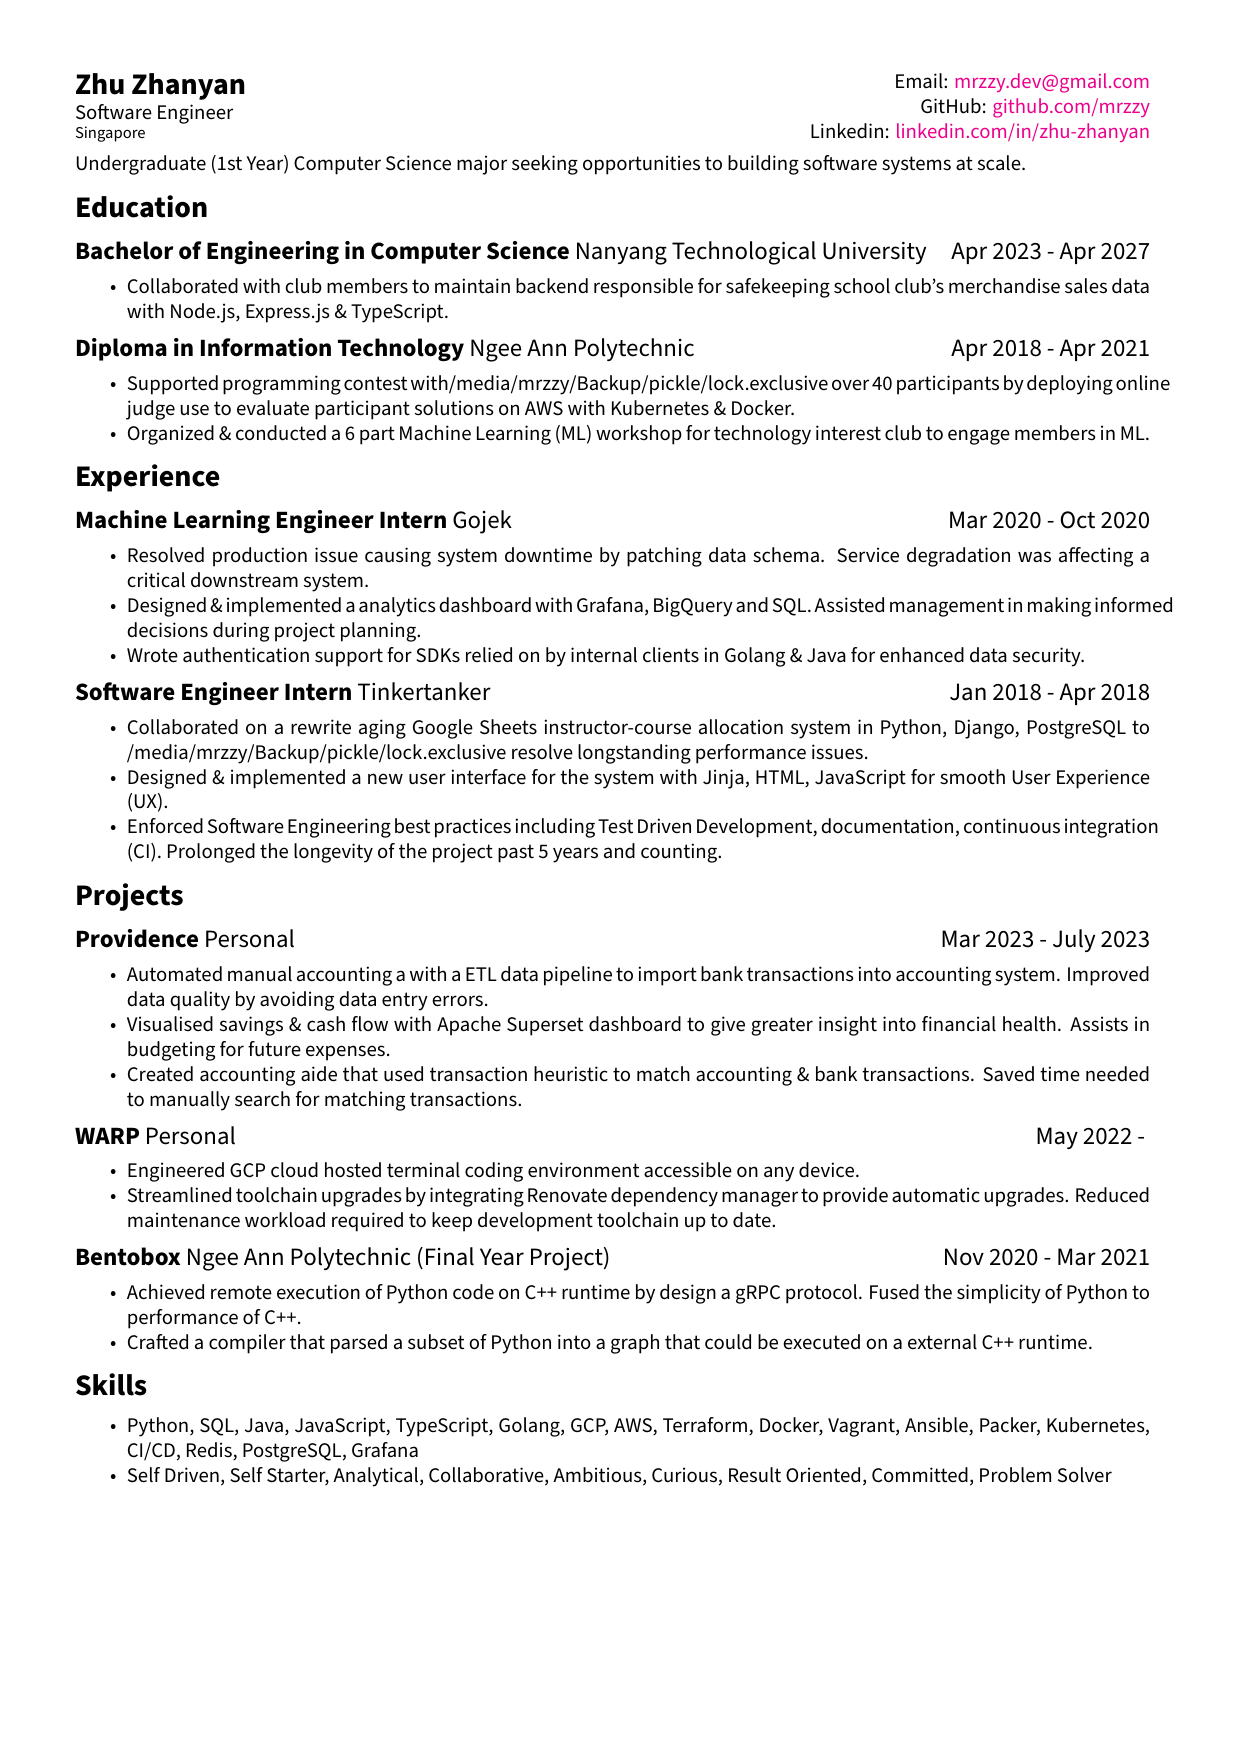 Zhu Zhanyan
Software Engineer
Singapore
Email: mrzzy.dev@gmail.com
GitHub: github.com/mrzzy
Linkedin: linkedin.com/in/zhu-zhanyan
Undergraduate (1st Year) Computer Science major seeking opportunities to building software systems at scale.
Education
Bachelor of Engineering in Computer Science Nanyang Technological University Apr 2023 - Apr 2027
• Collaborated with club members to maintain backend responsible for safekeeping school club’s merchandise sales data
with Node.js, Express.js & TypeScript.
Diploma in Information Technology Ngee Ann Polytechnic Apr 2018 - Apr 2021
• Supported programming contest with/media/mrzzy/Backup/pickle/lock.exclusive over 40 participants by deploying online
judge use to evaluate participant solutions on AWS with Kubernetes & Docker.
• Organized & conducted a 6 part Machine Learning (ML) workshop for technology interest club to engage members in ML.
Experience
Machine Learning Engineer Intern Gojek Mar 2020 - Oct 2020
• Resolved production issue causing system downtime by patching data schema. Service degradation was affecting a
critical downstream system.
• Designed & implemented a analytics dashboard with Grafana, BigQuery and SQL. Assisted management in making informed
decisions during project planning.
• Wrote authentication support for SDKs relied on by internal clients in Golang & Java for enhanced data security.
Software Engineer Intern Tinkertanker Jan 2018 - Apr 2018
• Collaborated on a rewrite aging Google Sheets instructor-course allocation system in Python, Django, PostgreSQL to
/media/mrzzy/Backup/pickle/lock.exclusive resolve longstanding performance issues.
• Designed & implemented a new user interface for the system with Jinja, HTML, JavaScript for smooth User Experience
(UX).
• Enforced Software Engineering best practices including Test Driven Development, documentation, continuous integration
(CI). Prolonged the longevity of the project past 5 years and counting.
Projects
Providence Personal Mar 2023 - July 2023
• Automated manual accounting a with a ETL data pipeline to import bank transactions into accounting system. Improved
data quality by avoiding data entry errors.
• Visualised savings & cash flow with Apache Superset dashboard to give greater insight into financial health. Assists in
budgeting for future expenses.
• Created accounting aide that used transaction heuristic to match accounting & bank transactions. Saved time needed
to manually search for matching transactions.
WARP Personal May 2022 -
• Engineered GCP cloud hosted terminal coding environment accessible on any device.
• Streamlined toolchain upgrades by integrating Renovate dependency manager to provide automatic upgrades. Reduced
maintenance workload required to keep development toolchain up to date.
Bentobox Ngee Ann Polytechnic (Final Year Project) Nov 2020 - Mar 2021
• Achieved remote execution of Python code on C++ runtime by design a gRPC protocol. Fused the simplicity of Python to
performance of C++.
• Crafted a compiler that parsed a subset of Python into a graph that could be executed on a external C++ runtime.
Skills
• Python, SQL, Java, JavaScript, TypeScript, Golang, GCP, AWS, Terraform, Docker, Vagrant, Ansible, Packer, Kubernetes,
CI/CD, Redis, PostgreSQL, Grafana
• Self Driven, Self Starter, Analytical, Collaborative, Ambitious, Curious, Result Oriented, Committed, Problem Solver